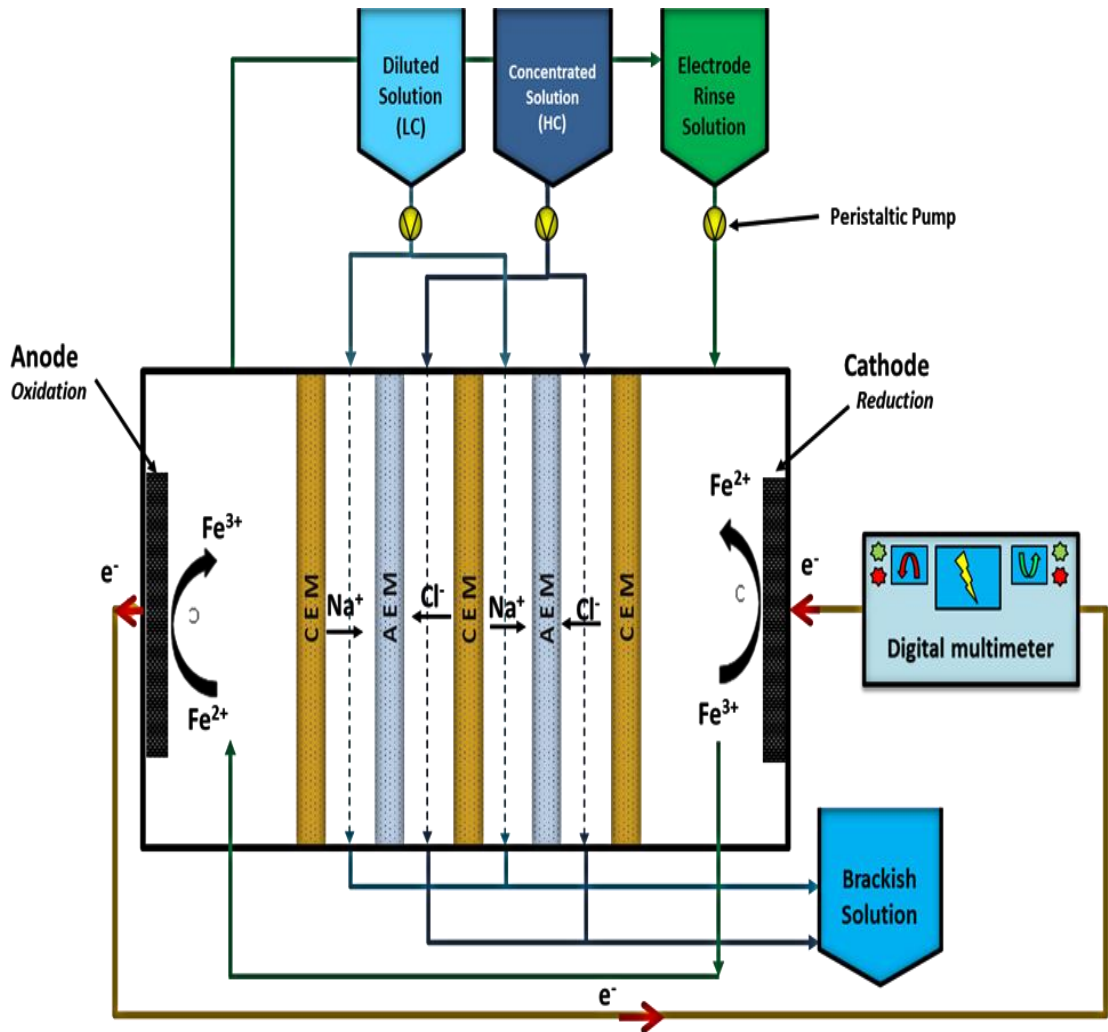 Diluted
Solution
(LC)
Concentrated
Solution
(HC)
Electrode
Rinse
Solution
Peristaltic Pump
Anode
Oxidation
Cathode
Reduction
Fe³⁺
Fe²⁺
e⁻
C
CEM
Na⁺
AEM
Cl⁻
CEM
Na⁺
AEM
Cl⁻
CEM
Fe²⁺
Fe³⁺
C
e⁻
Digital multimeter
Brackish
Solution
e⁻